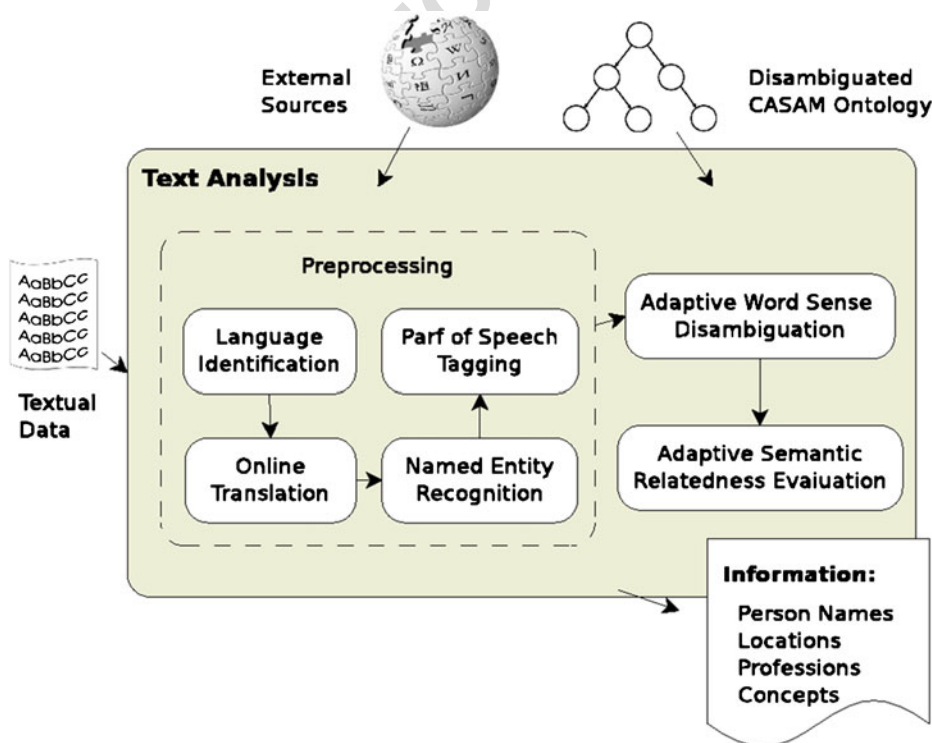 External
Sources
Disambiguated
CASAM Ontology
Text Analysis
AaBbCc
AaBbCc
AaBbCc
AaBbCc
AaBbCc
Textual
Data
Preprocessing
Language
Identification
Parf of Speech
Tagging
Online
Translation
Named Entity
Recognition
Adaptive Word Sense
Disambiguation
Adaptive Semantic
Relatedness Evaiuation
Information:
Person Names
Locations
Professions
Concepts